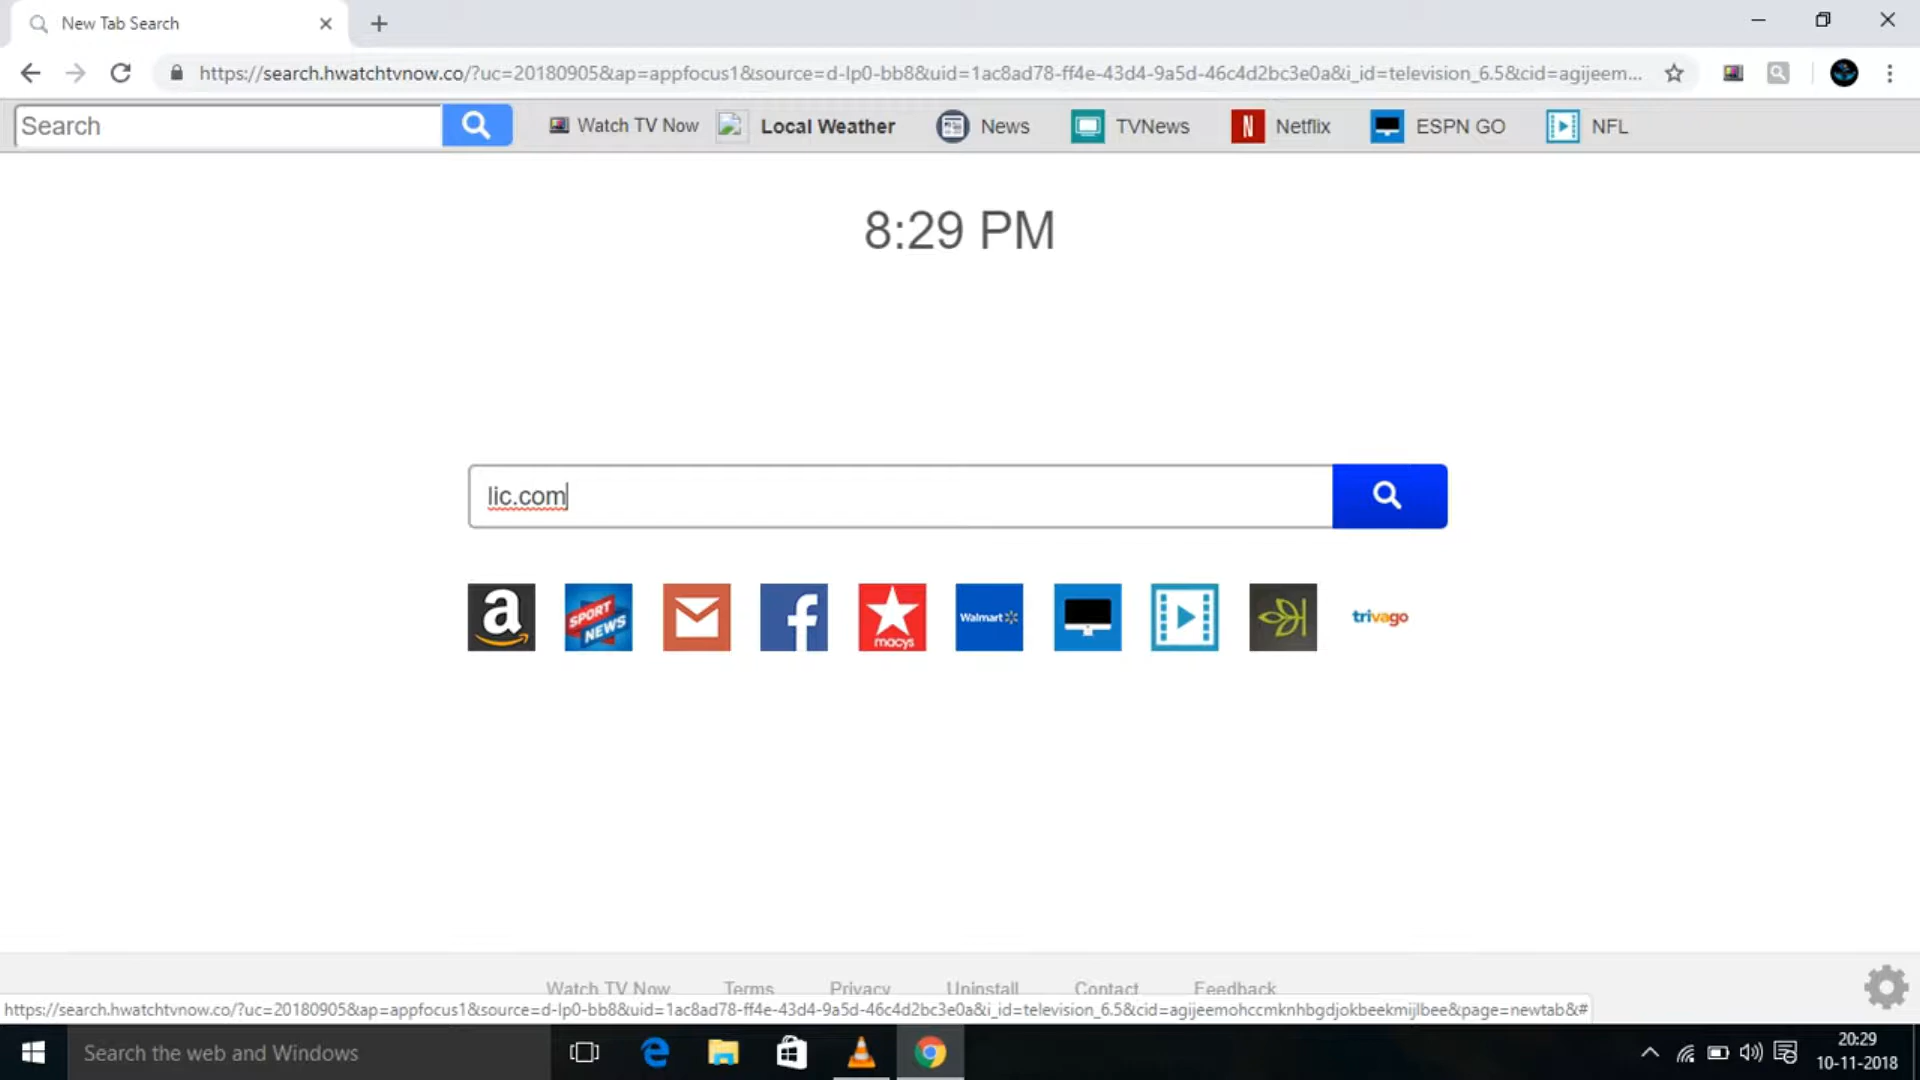 New Tab Search
https://search.hwatchtvnow.co/?uc=20180905&ap=appfocus1&source=d-lp0-bb8&uid=1ac8ad78-ff4e-43d4-9a5d-46c4d2bc3e0a&i_id=television_6.5&cid=agijeem...
Search
Watch TV Now
Local Weather
News
TVNews
N
Netflix
ESPN GO
NFL
8:29 PM
lic.com
a
SPORT
NEWS
f
macys
Walmart
trivago
Watch TV Now
Terms
Privacy
Uninstall
Contact
Feedback
https://search.hwatchtvnow.co/?uc=20180905&ap=appfocus1&source=d-lp0-bb8&uid=1ac8ad78-ff4e-43d4-9a5d-46c4d2bc3e0a&i_id=television_6.5&cid=agijeemohccmknhbgdjokbeekmijlbee&page=newtab&#
Search the web and Windows
20:29
10-11-2018